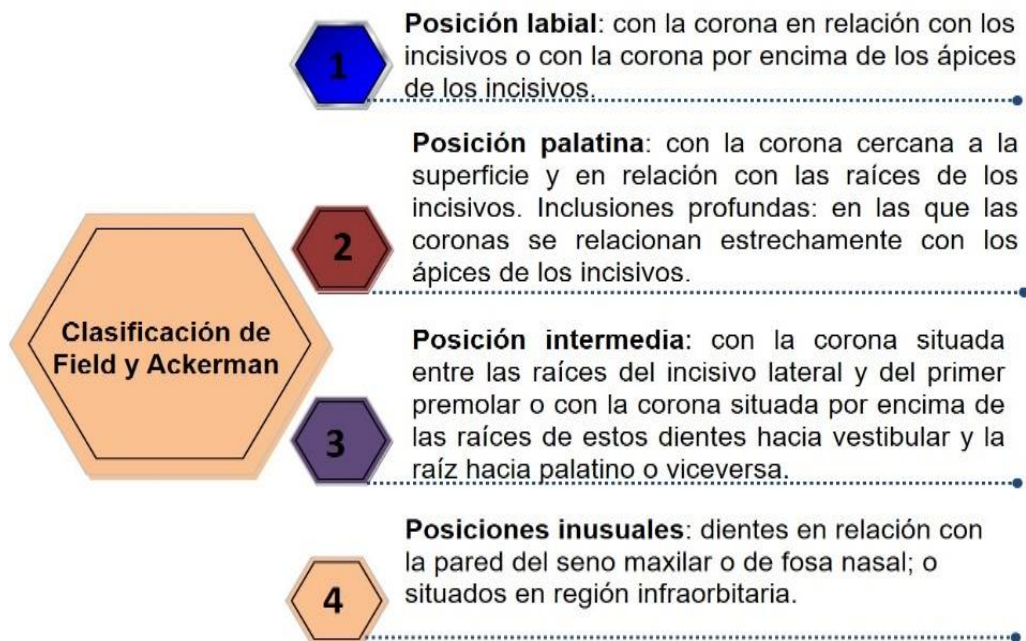 1
Posición labial: con la corona en relación con los
incisivos o con la corona por encima de los ápices
de los incisivos.
Clasificación de
Field y Ackerman
2
Posición palatina: con la corona cercana a la
superficie y en relación con las raíces de los
incisivos. Inclusiones profundas: en las que las
coronas se relacionan estrechamente con los
ápices de los incisivos.
3
Posición intermedia: con la corona situada
entre las raíces del incisivo lateral y del primer
premolar o con la corona situada por encima de
las raíces de estos dientes hacia vestibular y la
raíz hacia palatino o viceversa.
4
Posiciones inusuales: dientes en relación con
la pared del seno maxilar o de fosa nasal; o
situados en región infraorbitaria.